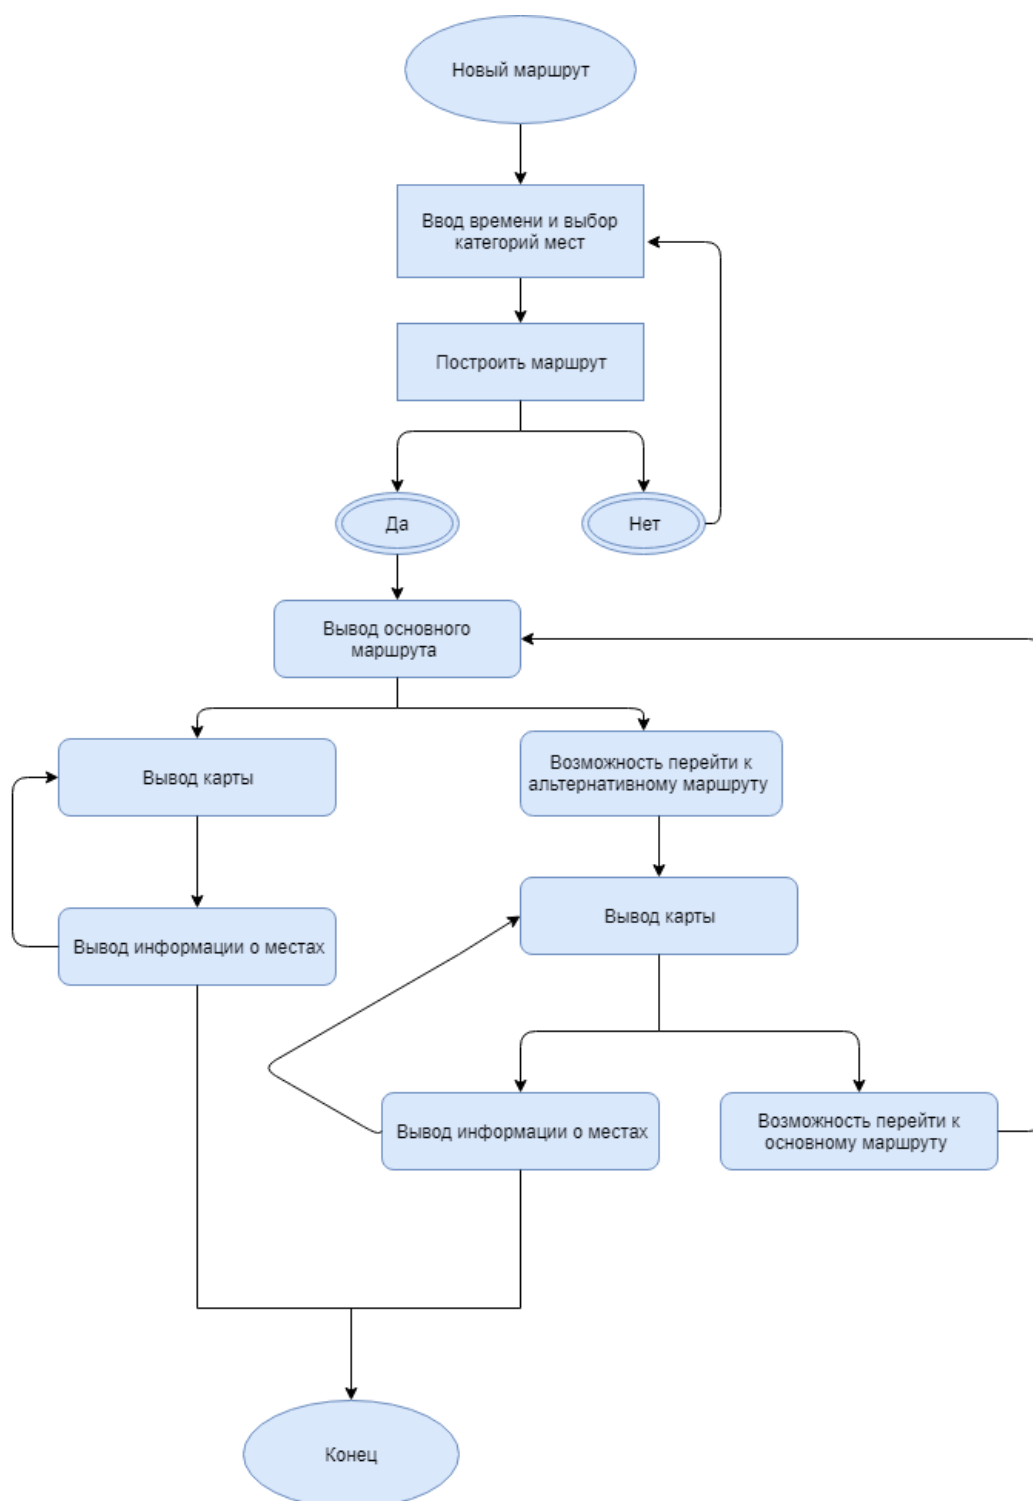 Новый маршрут
Ввод времени и выбор
категорий мест
Построить маршрут
Да
Нет
Вывод основного
маршрута
Вывод карты
Возможность перейти к
альтернативному маршруту
Вывод карты
Вывод информации о местах
Вывод информации о местах
Возможность перейти к
основному маршруту
Конец